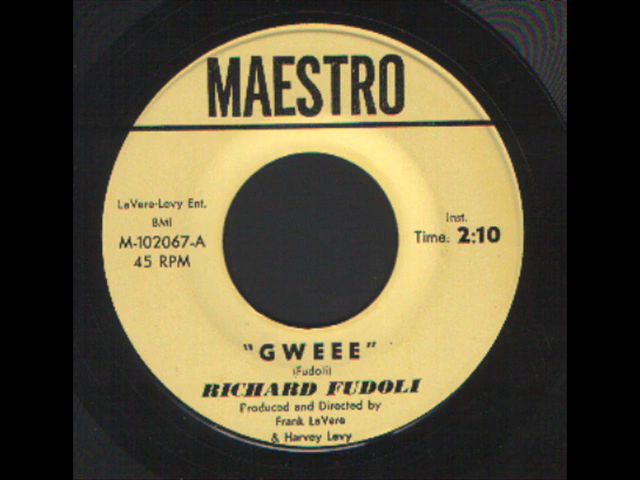 MAESTRO
LeVere-Levy Ent.
BMI
M-102067-A
45 RPM
Inst.
Time: 2:10
"GWEEE"
(Fudoli)
RICHARD FUDOLI
Produced and Directed by
Frank LeVere
& Harvey Levy